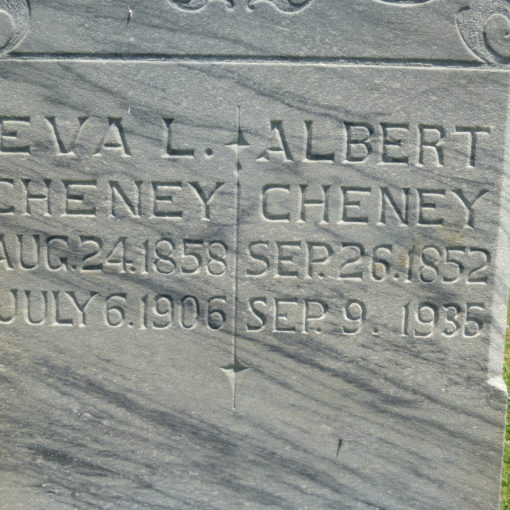 EVA L.
CHENEY
AUG. 24. 1858
JULY 6. 1906
ALBERT
CHENEY
SEP. 26. 1852
SEP. 9. 1935